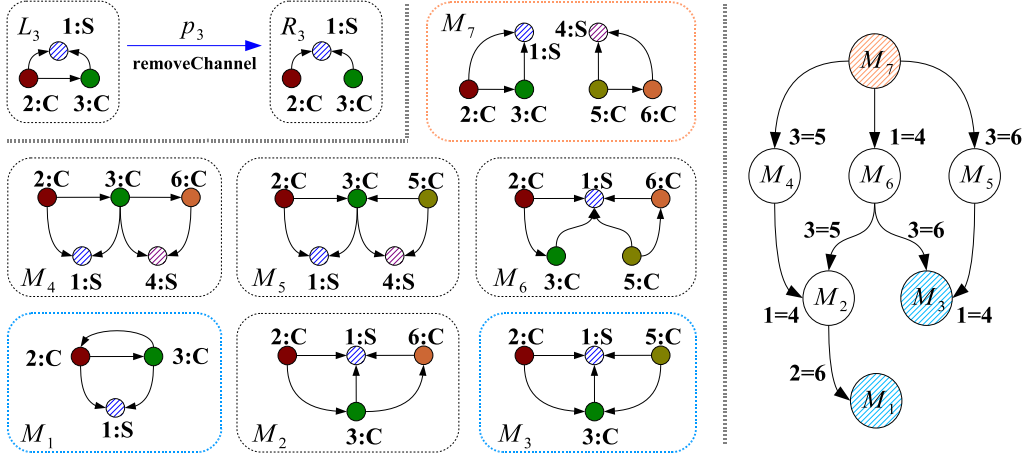 L₃ 1:S p₃ R₃ 1:S
removeChannel
2:C 3:C 2:C 3:C
M₇ 1:S 4:S
2:C 3:C 5:C 6:C
2:C 3:C 6:C
M₄ 1:S 4:S
2:C 3:C 5:C
M₅ 1:S 4:S
2:C 1:S 6:C
M₆ 3:C 5:C
2:C 3:C
M₁ 1:S
2:C 1:S 6:C
M₂ 3:C
2:C 1:S 5:C
M₃ 3:C
M₇
3=5 1=4 3=6
M₄ M₆ M₅
3=5 3=6
1=4 M₂ M₃ 1=4
2=6
M₁